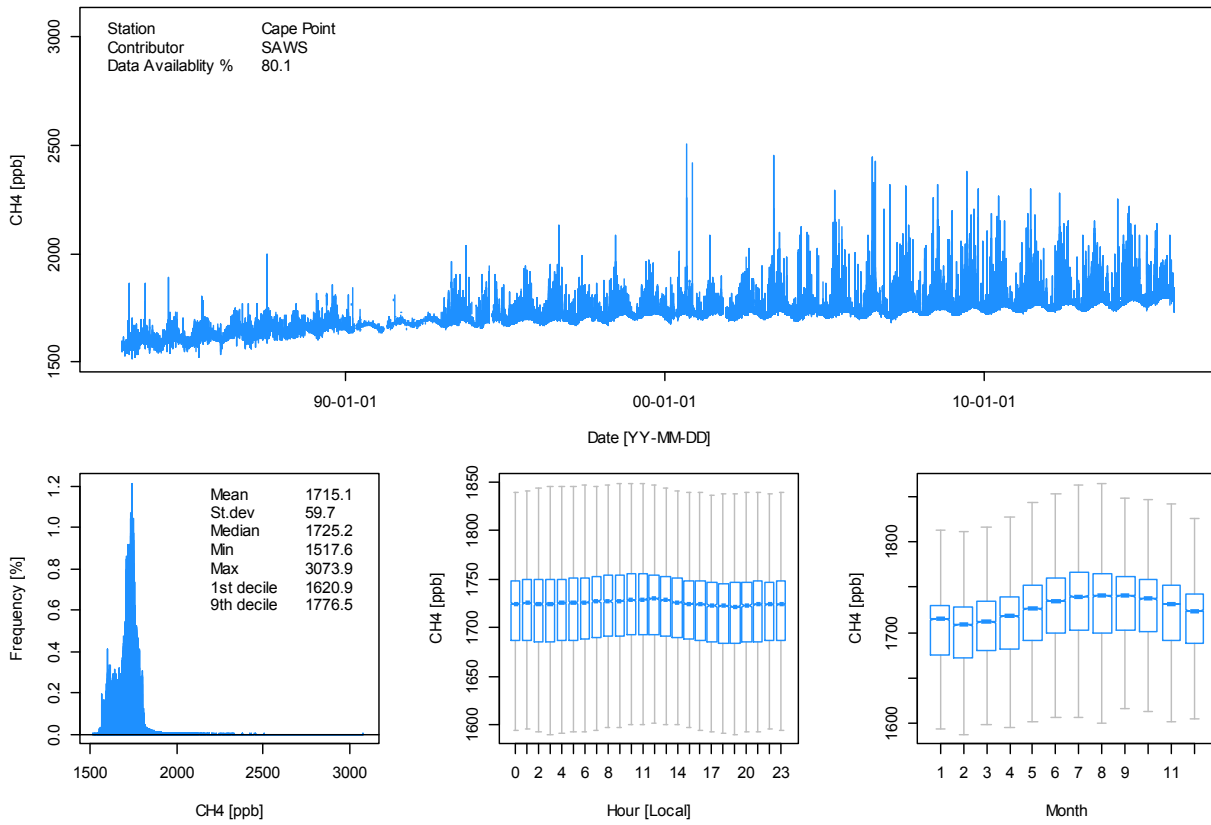 Station Cape Point
Contributor SAWS
Data Availablity % 80.1
CH4 [ppb]
3000
2500
2000
1500
90-01-01 00-01-01 10-01-01
Date [YY-MM-DD]
Frequency [%]
1.2
1.0
0.8
0.6
0.4
0.2
0.0
Mean 1715.1
St.dev 59.7
Median 1725.2
Min 1517.6
Max 3073.9
1st decile 1620.9
9th decile 1776.5
1500 2000 2500 3000
CH4 [ppb]
CH4 [ppb]
1850
1800
1750
1700
1650
1600
0 2 4 6 8 11 14 17 20 23
Hour [Local]
CH4 [ppb]
1800
1700
1600
1 2 3 4 5 6 7 8 9 11
Month